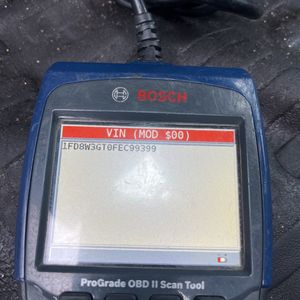 BOSCH
VIN (MOD $00)
1FD8W3GT0FEC99399
ProGrade OBD II Scan Tool